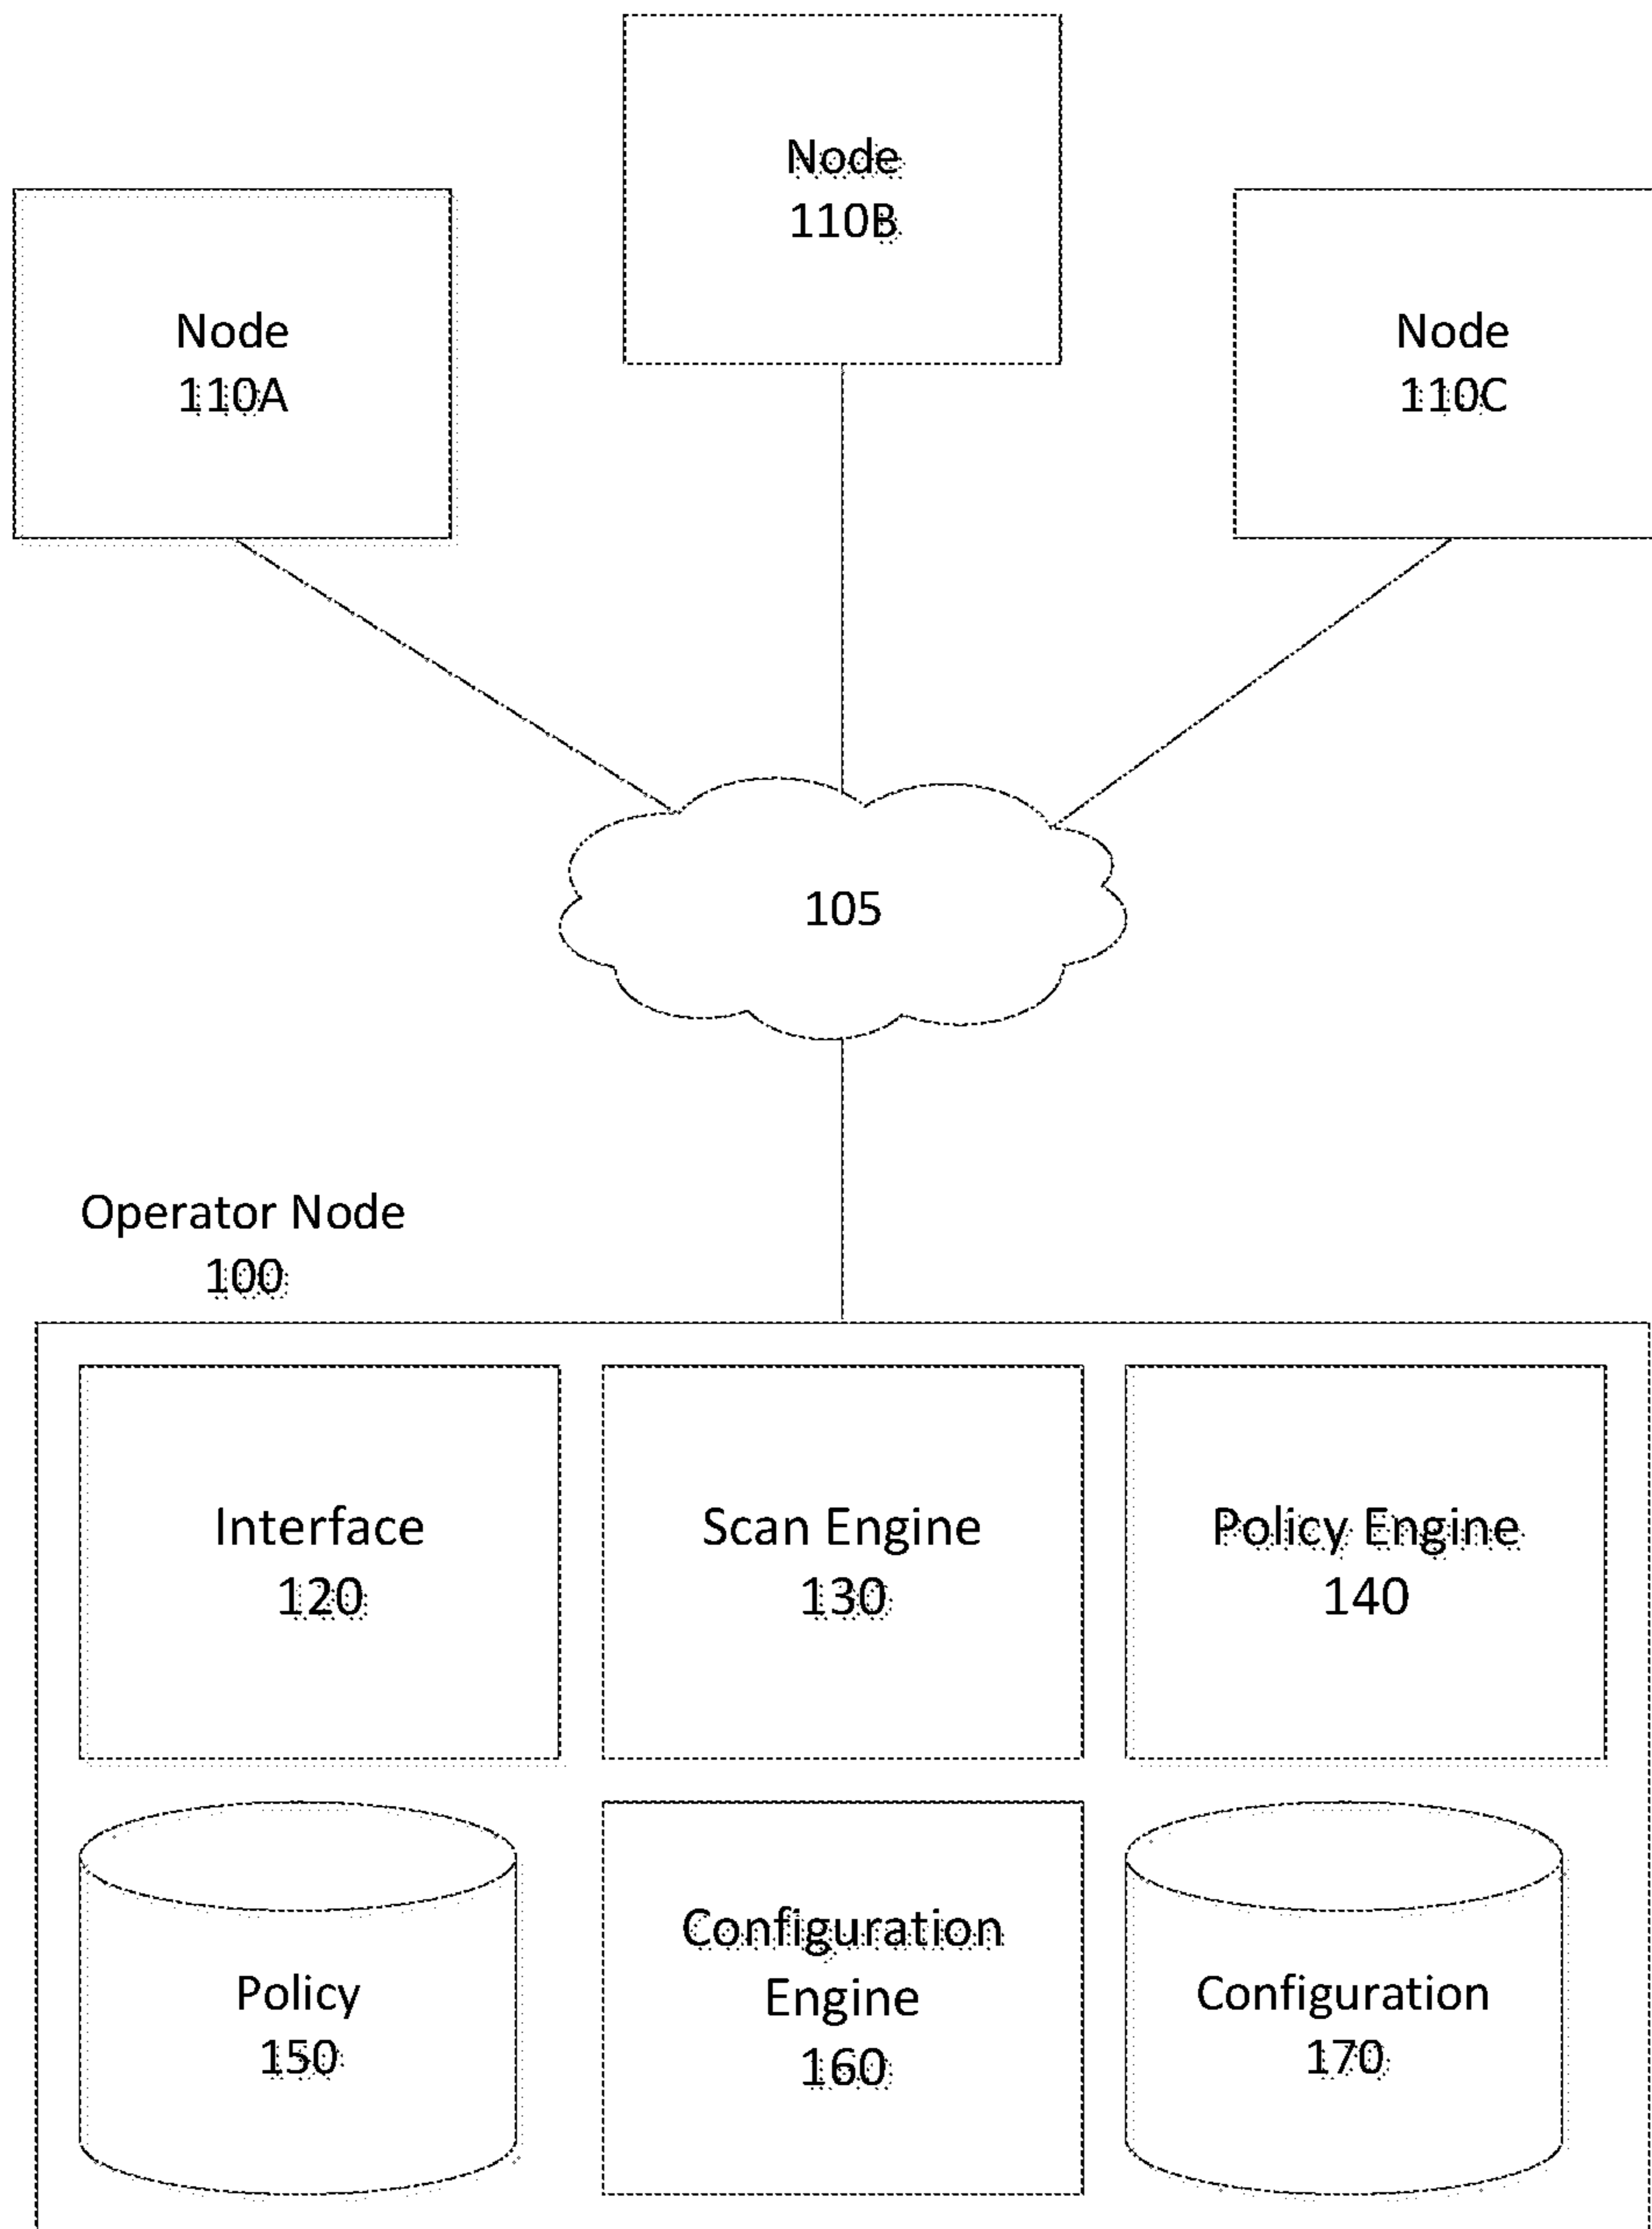 Node
110B
Node
110A
Node
110C
105
Operator Node
100
Interface
120
Scan Engine
130
Policy Engine
140
Policy
150
Configuration
Engine
160
Configuration
170